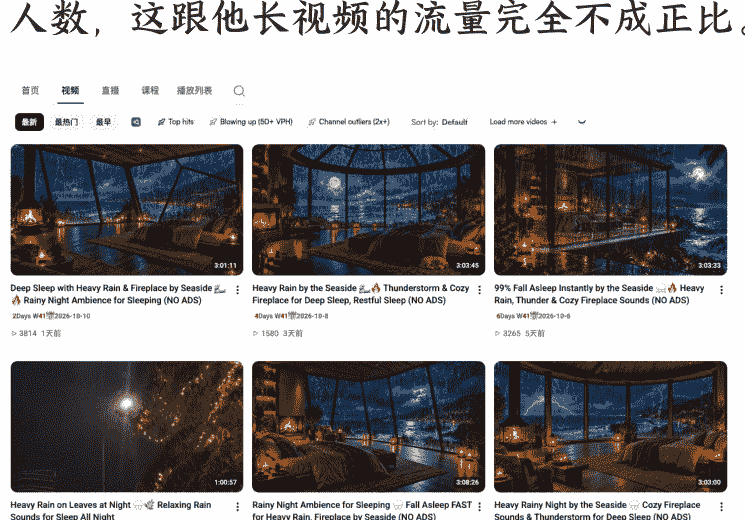 人数，这跟他长视频的流量完全不成正比。
首页 视频 直播 课程 播放列表
最新 最热门 最早 Top hits Blowing up (50+ VPH) Channel outliers (2x+) Sort by: Default Load more videos +
3:01:11
3:03:45
3:03:33
Deep Sleep with Heavy Rain & Fireplace by Seaside 🌊🔥 Rainy Night Ambience for Sleeping (NO ADS)
2Days W41 2026-10-10
3814 1天前
Heavy Rain by the Seaside 🌊🔥 Thunderstorm & Cozy Fireplace for Deep Sleep, Restful Sleep (NO ADS)
4Days W41 2026-10-8
1580 3天前
99% Fall Asleep Instantly by the Seaside 🌧️🔥 Heavy Rain, Thunder & Cozy Fireplace Sounds (NO ADS)
6Days W41 2026-10-6
3265 5天前
1:00:57
3:08:26
3:03:00
Heavy Rain on Leaves at Night 🌧️🌿 Relaxing Rain Sounds for Sleep All Night
Rainy Night Ambience for Sleeping 🌧️ Fall Asleep FAST for Heavy Rain, Fireplace by Seaside (NO ADS)
Heavy Rainy Night by the Seaside 🌧️ Cozy Fireplace Sounds & Thunderstorm for Deep Sleep (NO ADS)